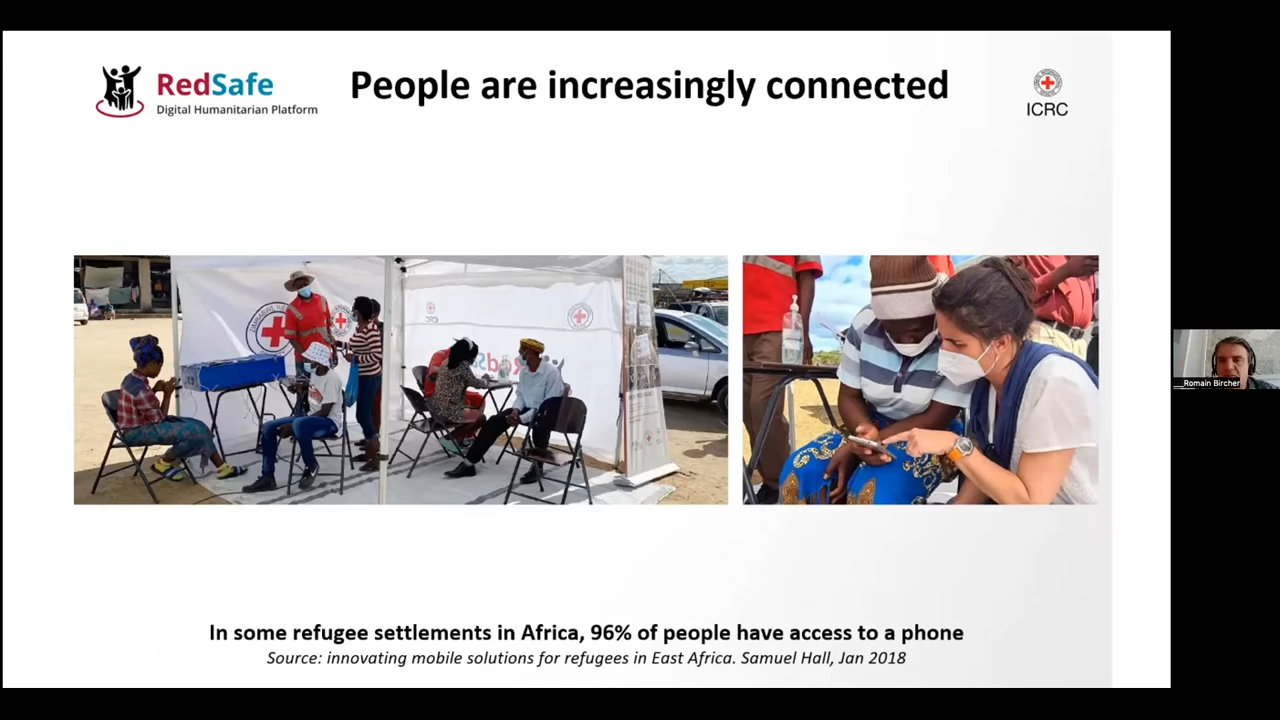 RedSafe
Digital Humanitarian Platform
People are increasingly connected
ICRC
In some refugee settlements in Africa, 96% of people have access to a phone
Source: innovating mobile solutions for refugees in East Africa. Samuel Hall, Jan 2018
Romain Bircher